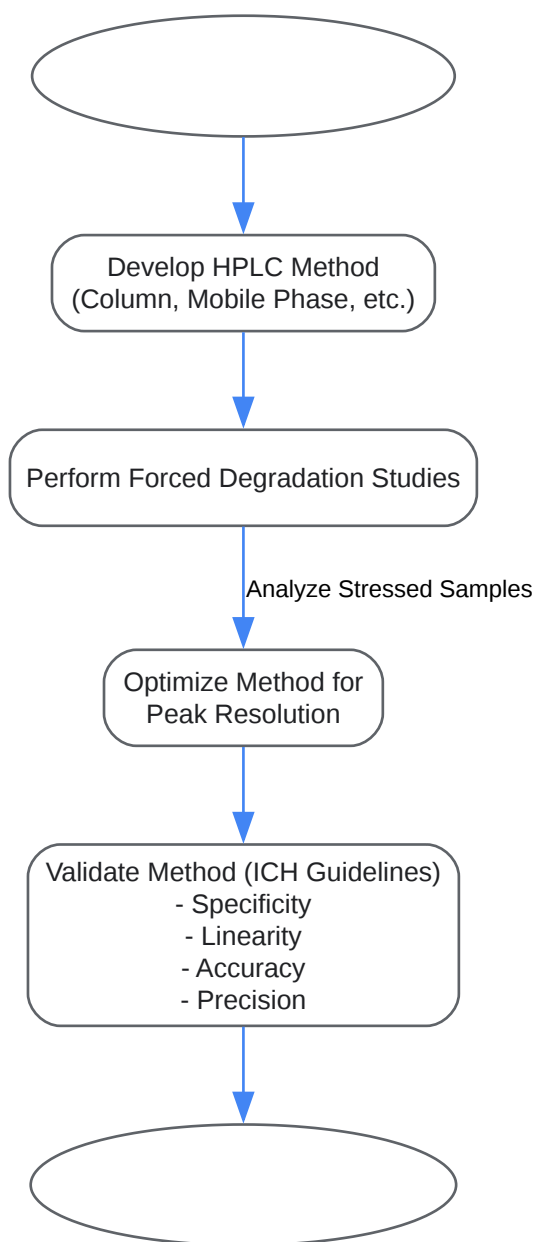 Develop HPLC Method
(Column, Mobile Phase, etc.)
Perform Forced Degradation Studies
Analyze Stressed Samples
Optimize Method for
Peak Resolution
Validate Method (ICH Guidelines)
- Specificity
- Linearity
- Accuracy
- Precision